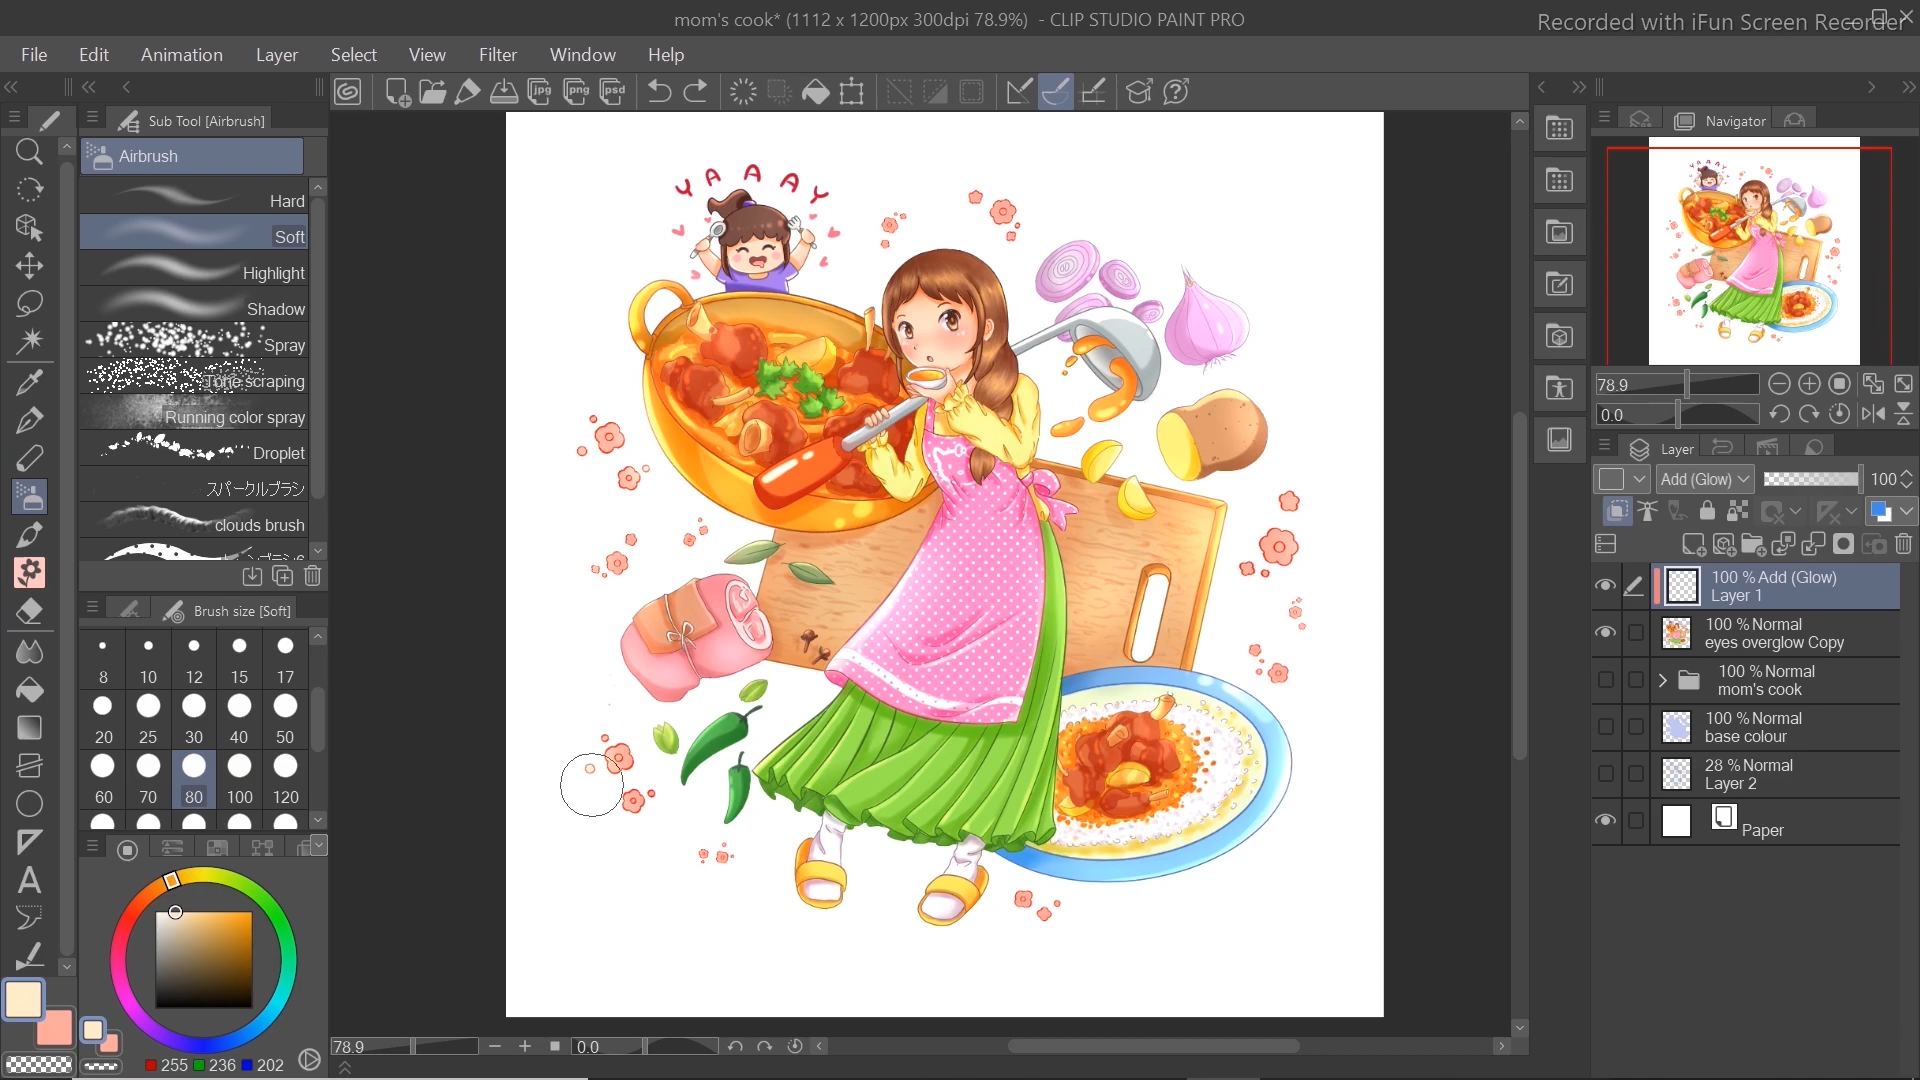 mom's cook* (1112 x 1200px 300dpi 78.9%) - CLIP STUDIO PAINT PRO
Recorded with iFun Screen Recorder
File Edit Animation Layer Select View Filter Window Help
jpg png psd
Sub Tool [Airbrush]
Airbrush
Hard
Soft
Highlight
Shadow
Spray
Tone scraping
Running color spray
Droplet
スパークルブラシ
clouds brush
Brush size [Soft]
8 10 12 15 17
20 25 30 40 50
60 70 80 100 120
255 236 202
YAAAY
78.9 0.0
Navigator
78.9
0.0
Layer
Add (Glow) 100
100 % Add (Glow)
Layer 1
100 % Normal
eyes overglow Copy
100 % Normal
mom's cook
100 % Normal
base colour
28 % Normal
Layer 2
Paper